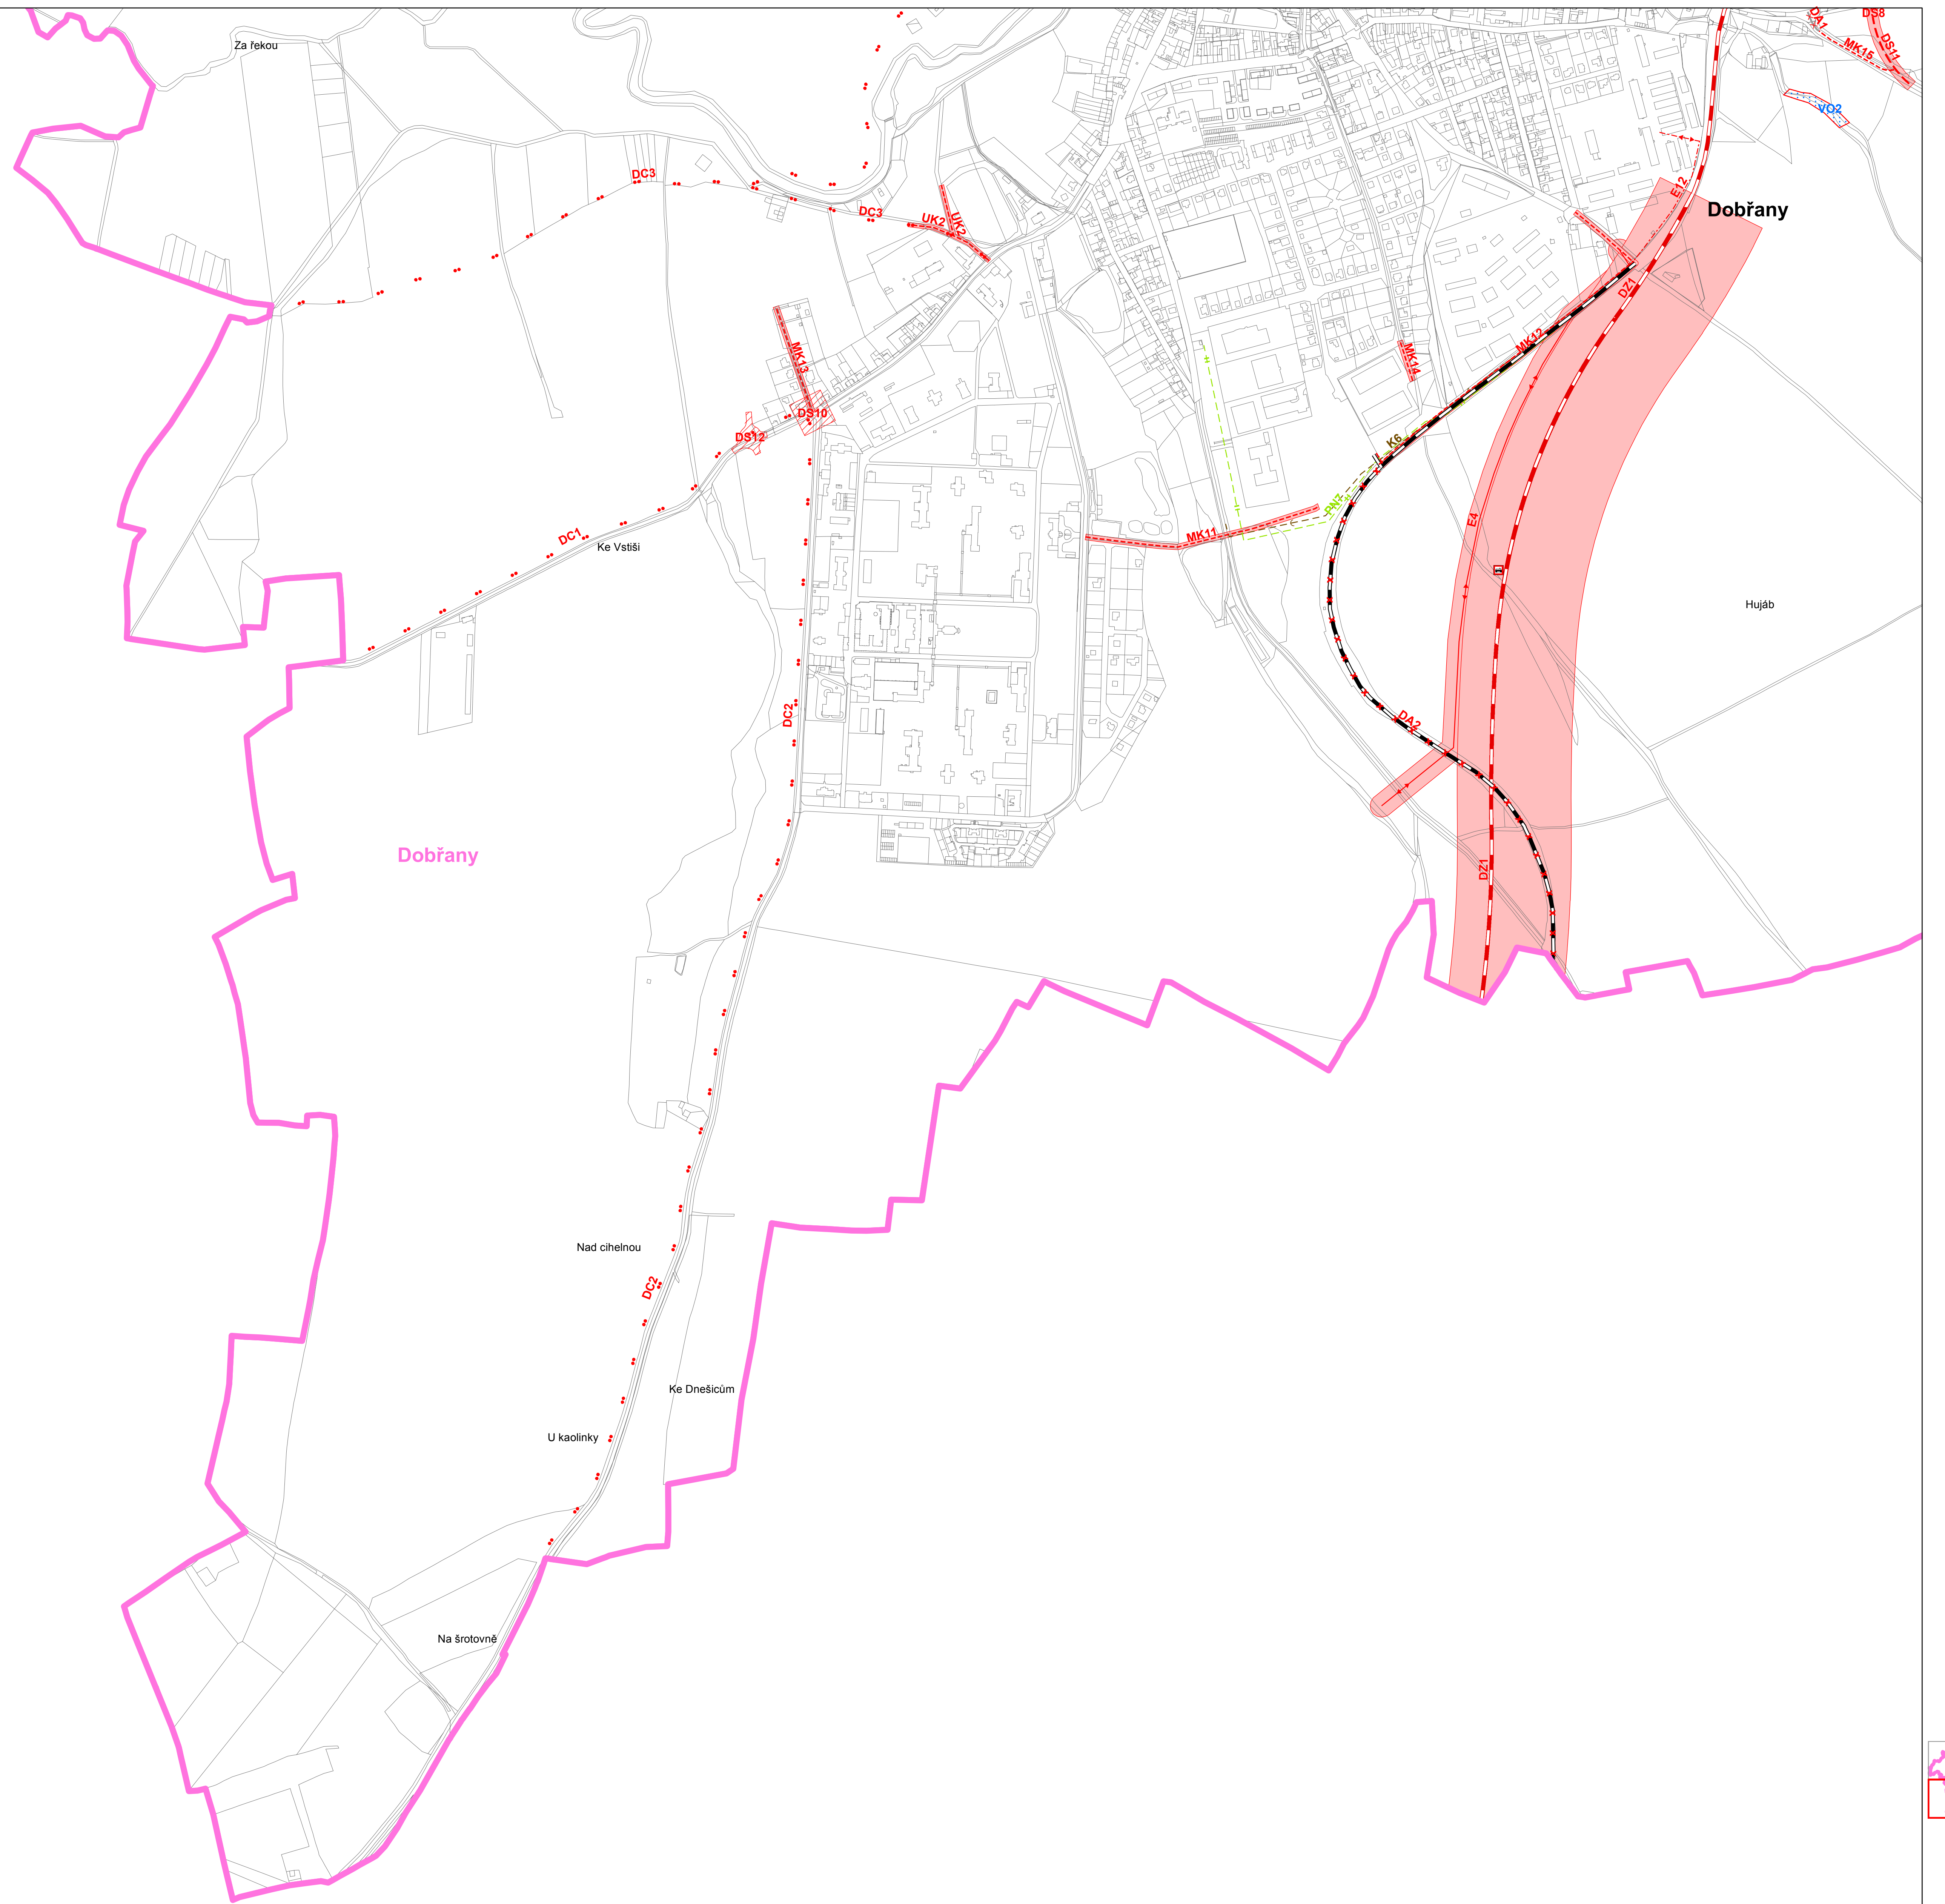 DS8
DA1
Za řekou
MK15
DS11
VO2
DC3
E12
Dobřany
DC3
UK2
UK2
DZ1
MK13
MK12
MK14
DS10
DS12
K6
PN7
E4
MK11
DC1
Ke Vstiši
Hujáb
DC2
DA2
Dobřany
DZ1
Nad cihelnou
DC2
Ke Dnešicům
U kaolinky
Na šrotovně